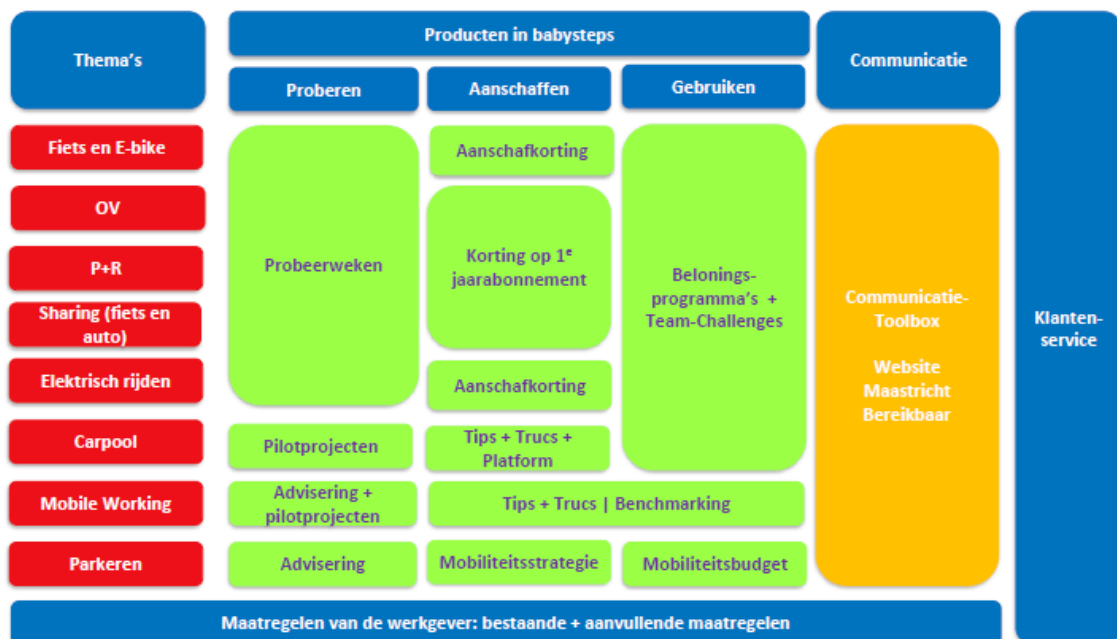 Thema's
Producten in babysteps
Communicatie
Proberen
Aanschaffen
Gebruiken
Fiets en E-bike
Aanschafkorting
OV
P+R
Probeerweken
Korting op 1e
jaarabonnement
Belonings-
programma's +
Team-Challenges
Communicatie-
Toolbox
Website
Maastricht
Bereikbaar
Klanten-
service
Sharing (fiets en
auto)
Elektrisch rijden
Aanschafkorting
Carpool
Pilotprojecten
Tips + Trucs +
Platform
Mobile Working
Advisering +
pilotprojecten
Tips + Trucs | Benchmarking
Parkeren
Advisering
Mobiliteitsstrategie
Mobiliteitsbudget
Maatregelen van de werkgever: bestaande + aanvullende maatregelen